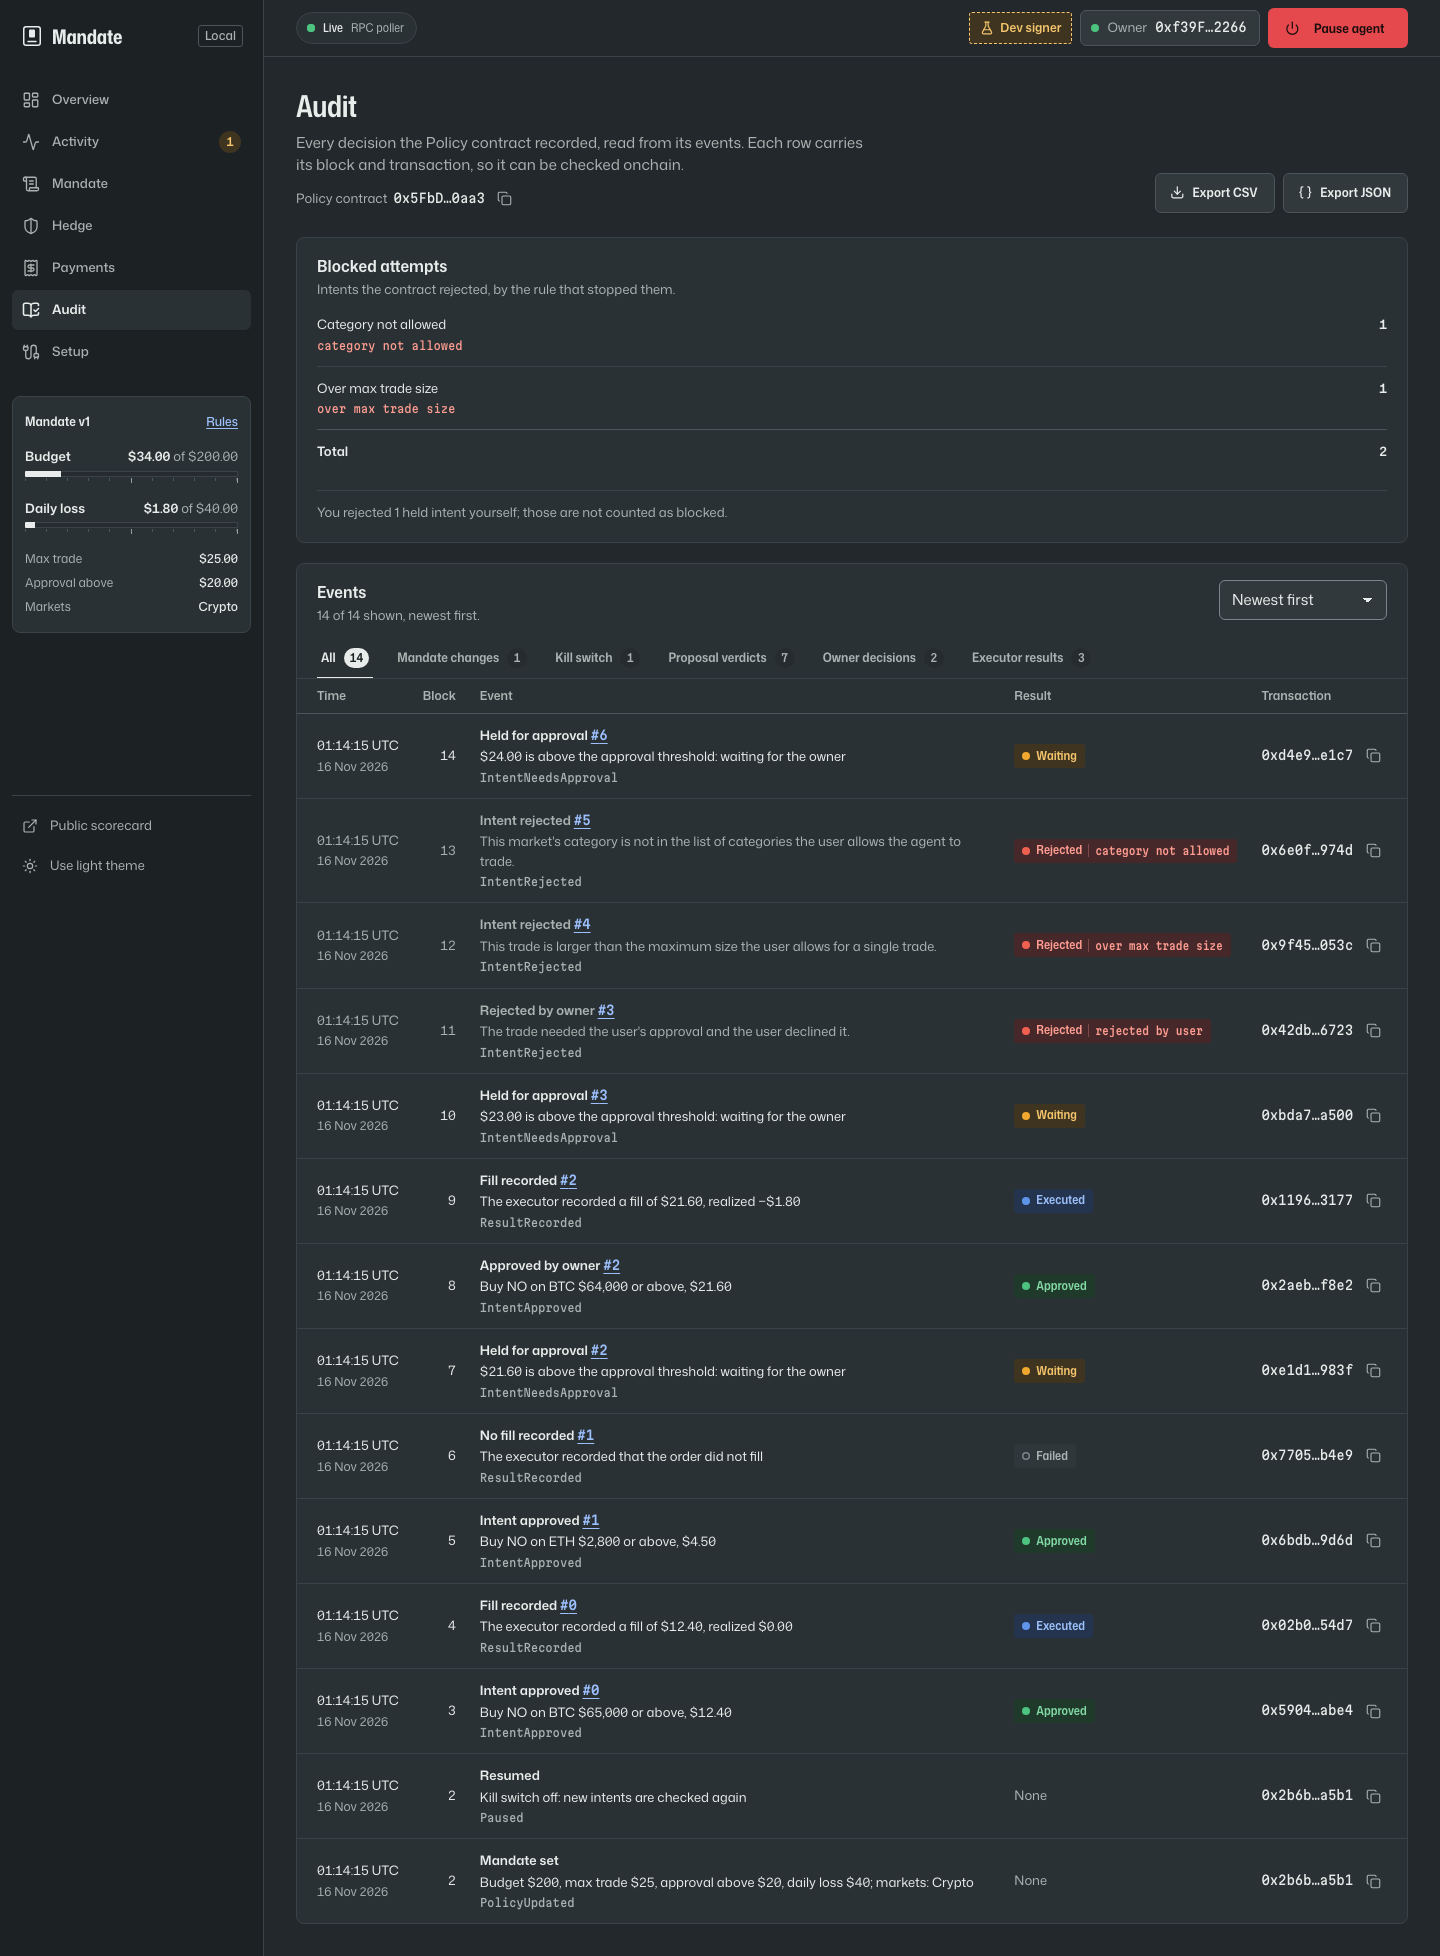 Mandate
Local
Overview
Activity
1
Mandate
Hedge
Payments
Audit
Setup
Mandate v1
Rules
Budget
$34.00 of $200.00
Daily loss
$1.80 of $40.00
Max trade
$25.00
Approval above
$20.00
Markets
Crypto
Public scorecard
Use light theme
Live RPC poller
Dev signer
Owner 0xf39F…2266
Pause agent
Audit
Every decision the Policy contract recorded, read from its events. Each row carries
its block and transaction, so it can be checked onchain.
Policy contract 0x5FbD…0aa3
Export CSV
Export JSON
Blocked attempts
Intents the contract rejected, by the rule that stopped them.
Category not allowed
1
category not allowed
Over max trade size
1
over max trade size
Total
2
You rejected 1 held intent yourself; those are not counted as blocked.
Events
14 of 14 shown, newest first.
Newest first
All 14
Mandate changes 1
Kill switch 1
Proposal verdicts 7
Owner decisions 2
Executor results 3
Time
Block
Event
Result
Transaction
01:14:15 UTC
16 Nov 2026
14
Held for approval #6
$24.00 is above the approval threshold: waiting for the owner
IntentNeedsApproval
Waiting
0xd4e9…e1c7
01:14:15 UTC
16 Nov 2026
13
Intent rejected #5
This market's category is not in the list of categories the user allows the agent to
trade.
IntentRejected
Rejected category not allowed
0x6e0f…974d
01:14:15 UTC
16 Nov 2026
12
Intent rejected #4
This trade is larger than the maximum size the user allows for a single trade.
IntentRejected
Rejected over max trade size
0x9f45…053c
01:14:15 UTC
16 Nov 2026
11
Rejected by owner #3
The trade needed the user's approval and the user declined it.
IntentRejected
Rejected rejected by user
0x42db…6723
01:14:15 UTC
16 Nov 2026
10
Held for approval #3
$23.00 is above the approval threshold: waiting for the owner
IntentNeedsApproval
Waiting
0xbda7…a500
01:14:15 UTC
16 Nov 2026
9
Fill recorded #2
The executor recorded a fill of $21.60, realized −$1.80
ResultRecorded
Executed
0x1196…3177
01:14:15 UTC
16 Nov 2026
8
Approved by owner #2
Buy NO on BTC $64,000 or above, $21.60
IntentApproved
Approved
0x2aeb…f8e2
01:14:15 UTC
16 Nov 2026
7
Held for approval #2
$21.60 is above the approval threshold: waiting for the owner
IntentNeedsApproval
Waiting
0xe1d1…983f
01:14:15 UTC
16 Nov 2026
6
No fill recorded #1
The executor recorded that the order did not fill
ResultRecorded
Failed
0x7705…b4e9
01:14:15 UTC
16 Nov 2026
5
Intent approved #1
Buy NO on ETH $2,800 or above, $4.50
IntentApproved
Approved
0x6bdb…9d6d
01:14:15 UTC
16 Nov 2026
4
Fill recorded #0
The executor recorded a fill of $12.40, realized $0.00
ResultRecorded
Executed
0x02b0…54d7
01:14:15 UTC
16 Nov 2026
3
Intent approved #0
Buy NO on BTC $65,000 or above, $12.40
IntentApproved
Approved
0x5904…abe4
01:14:15 UTC
16 Nov 2026
2
Resumed
Kill switch off: new intents are checked again
Paused
None
0x2b6b…a5b1
01:14:15 UTC
16 Nov 2026
2
Mandate set
Budget $200, max trade $25, approval above $20, daily loss $40; markets: Crypto
PolicyUpdated
None
0x2b6b…a5b1